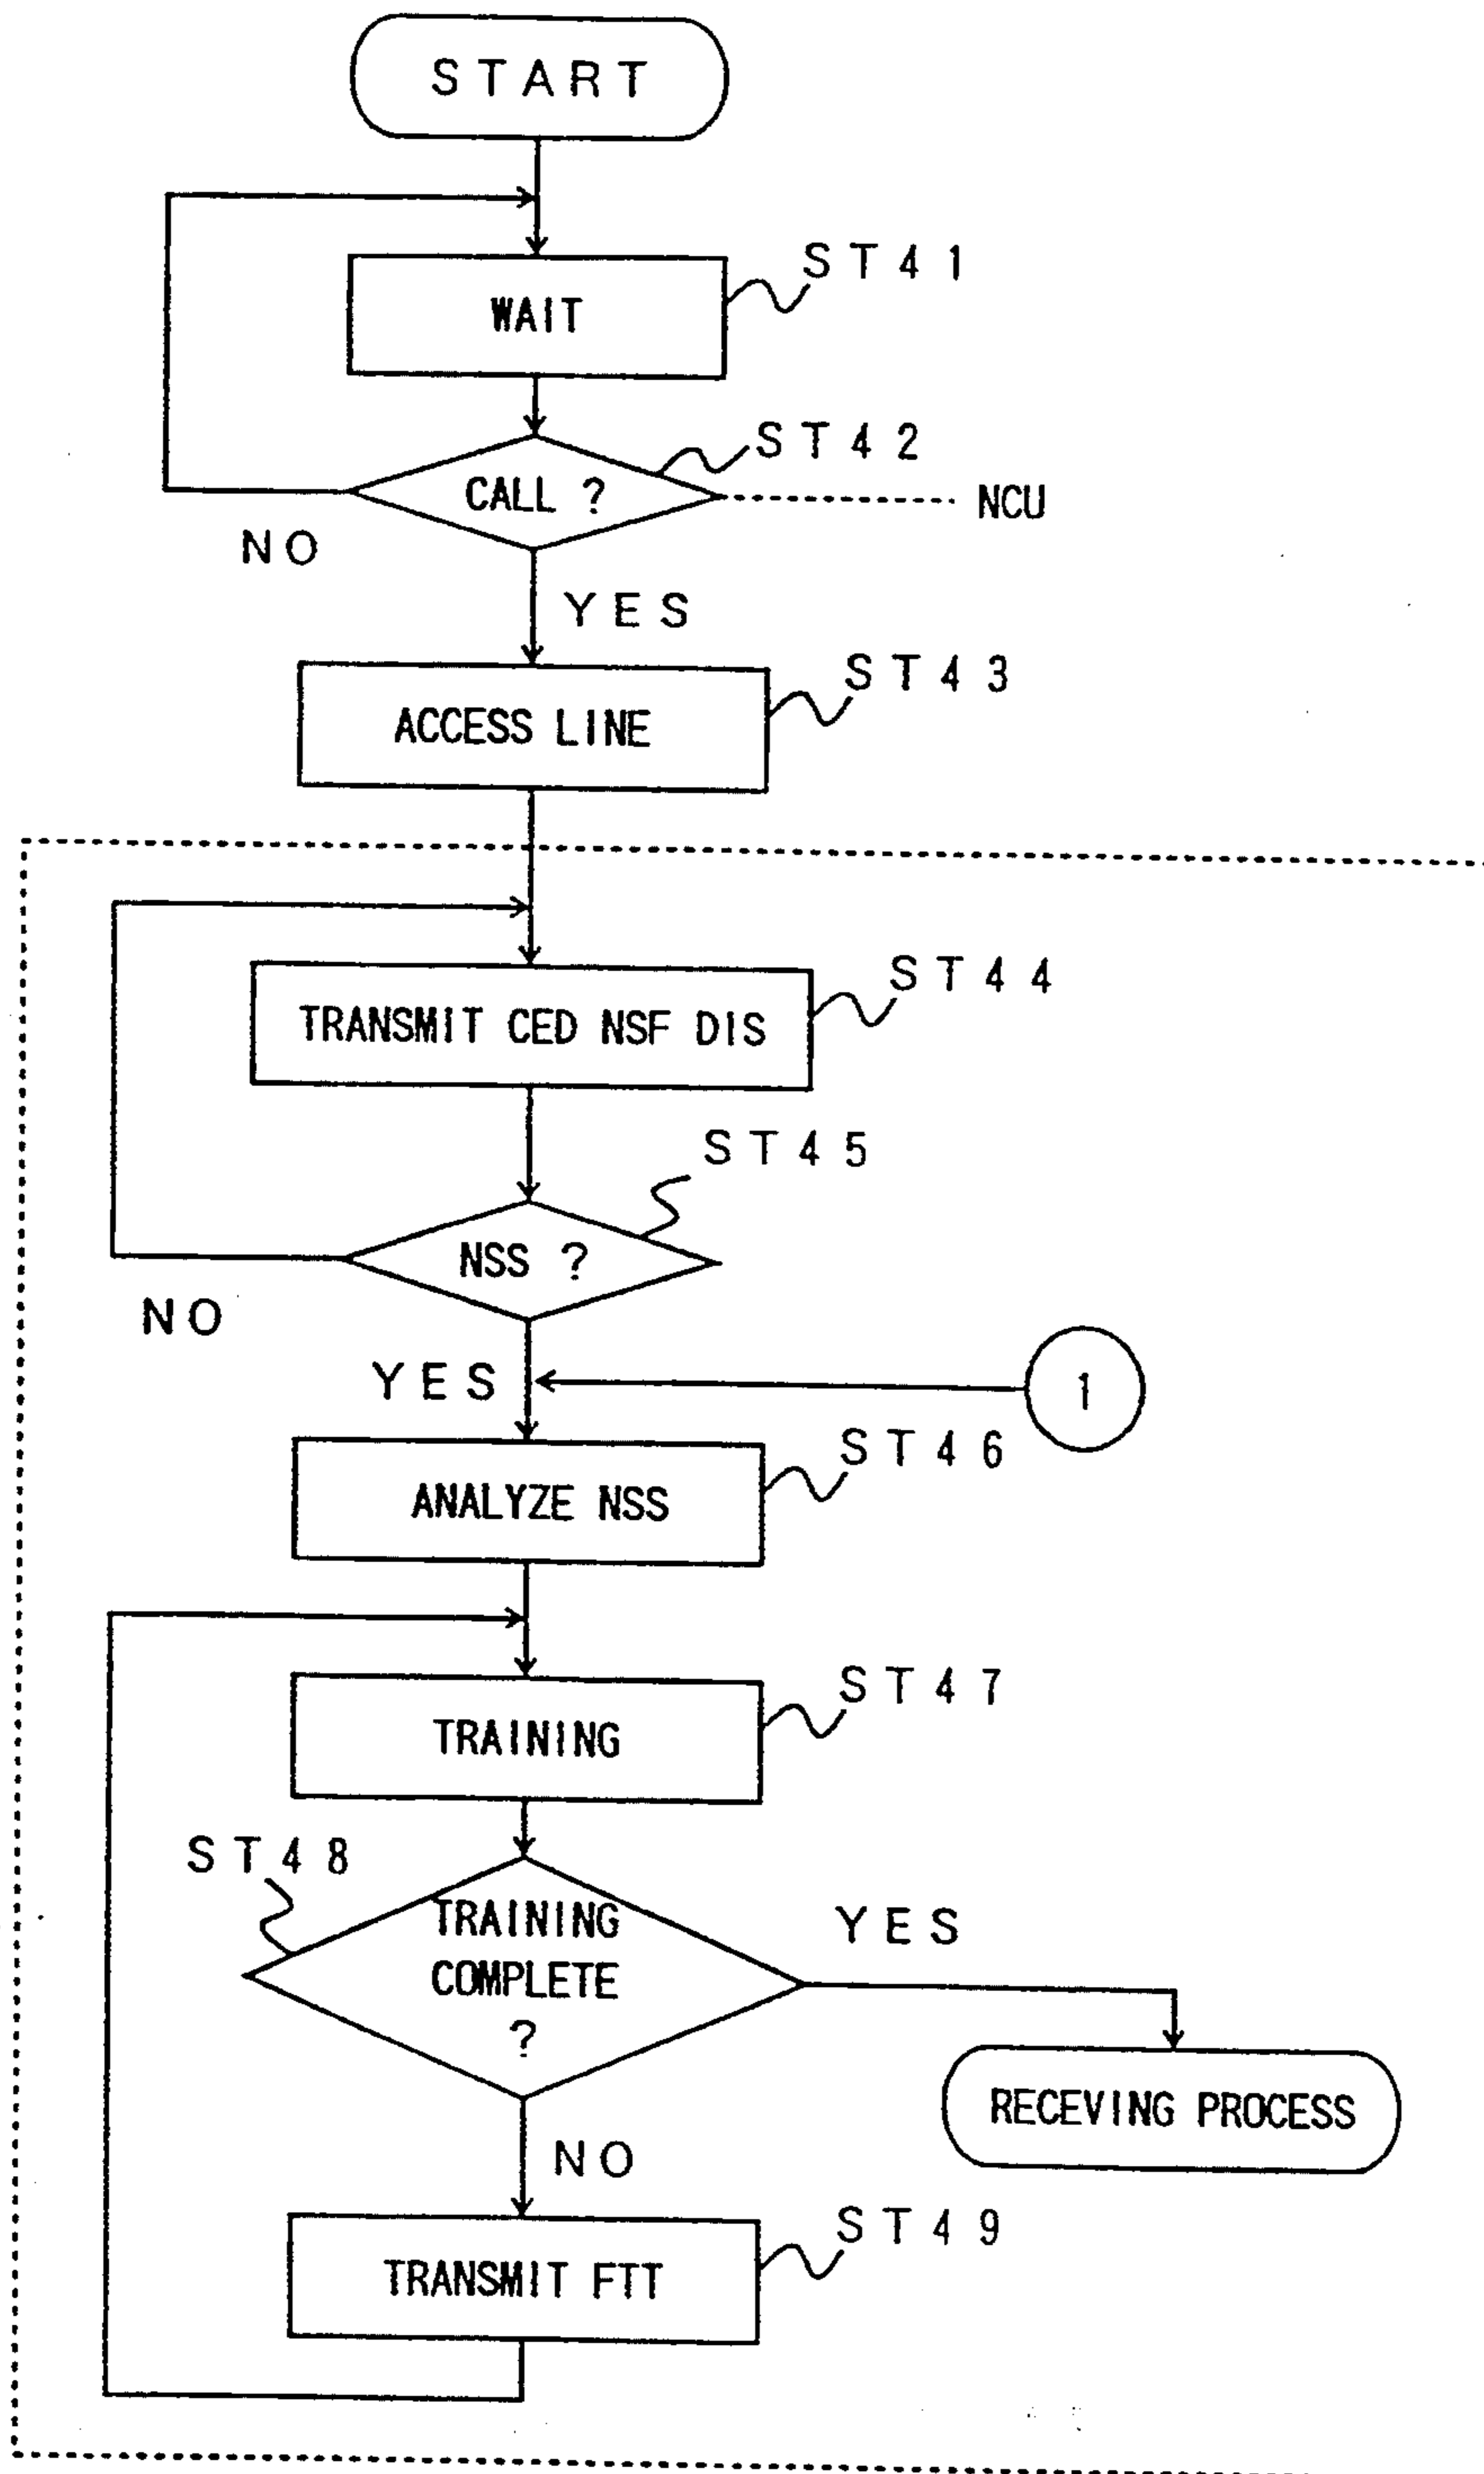 START
ST41
WAIT
ST42
CALL ?
NCU
NO
YES
ST43
ACCESS LINE
ST44
TRANSMIT CED NSF DIS
ST45
NSS ?
NO
YES
1
ST46
ANALYZE NSS
ST47
TRAINING
ST48
TRAINING
COMPLETE
?
YES
RECEVING PROCESS
NO
ST49
TRANSMIT FTT